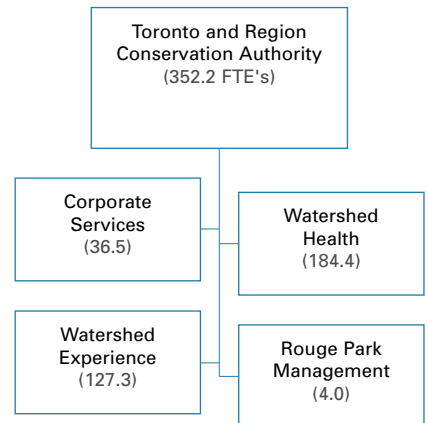 Toronto and Region
Conservation Authority
(352.2 FTE's)
Corporate
Services
(36.5)
Watershed
Health
(184.4)
Watershed
Experience
(127.3)
Rouge Park
Management
(4.0)